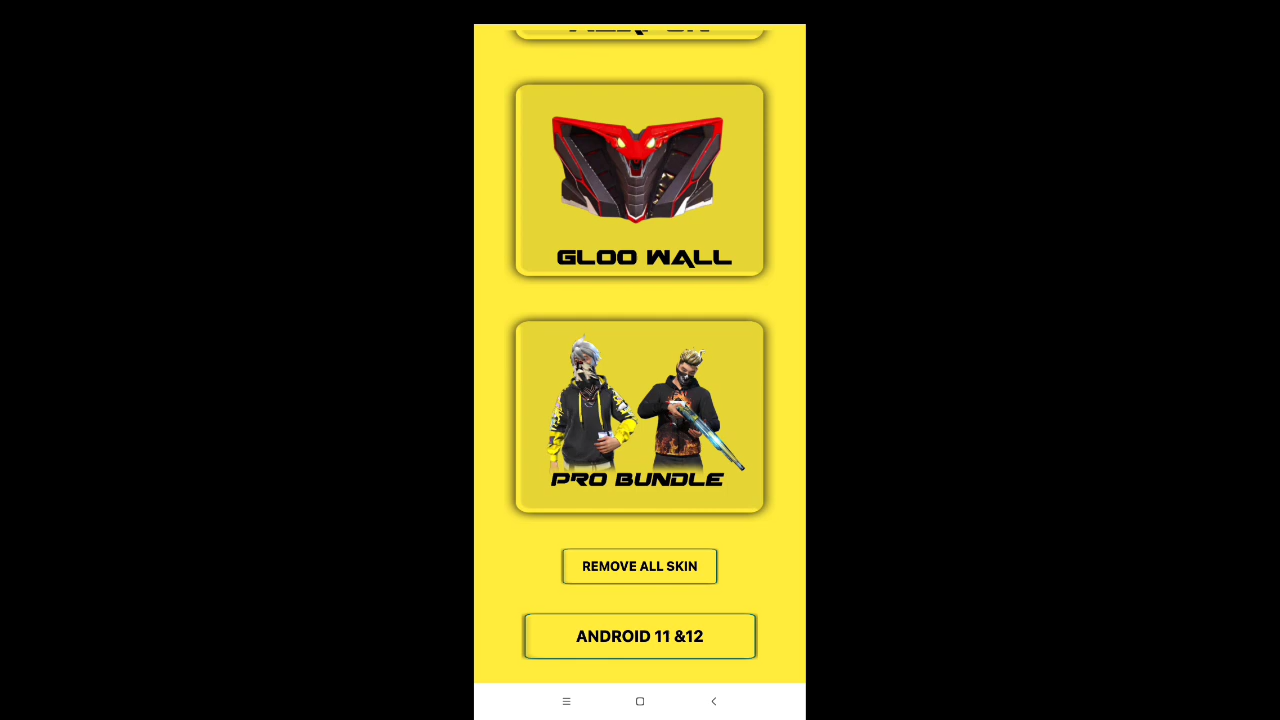 GLOO WALL
PRO BUNDLE
REMOVE ALL SKIN
ANDROID 11 &12